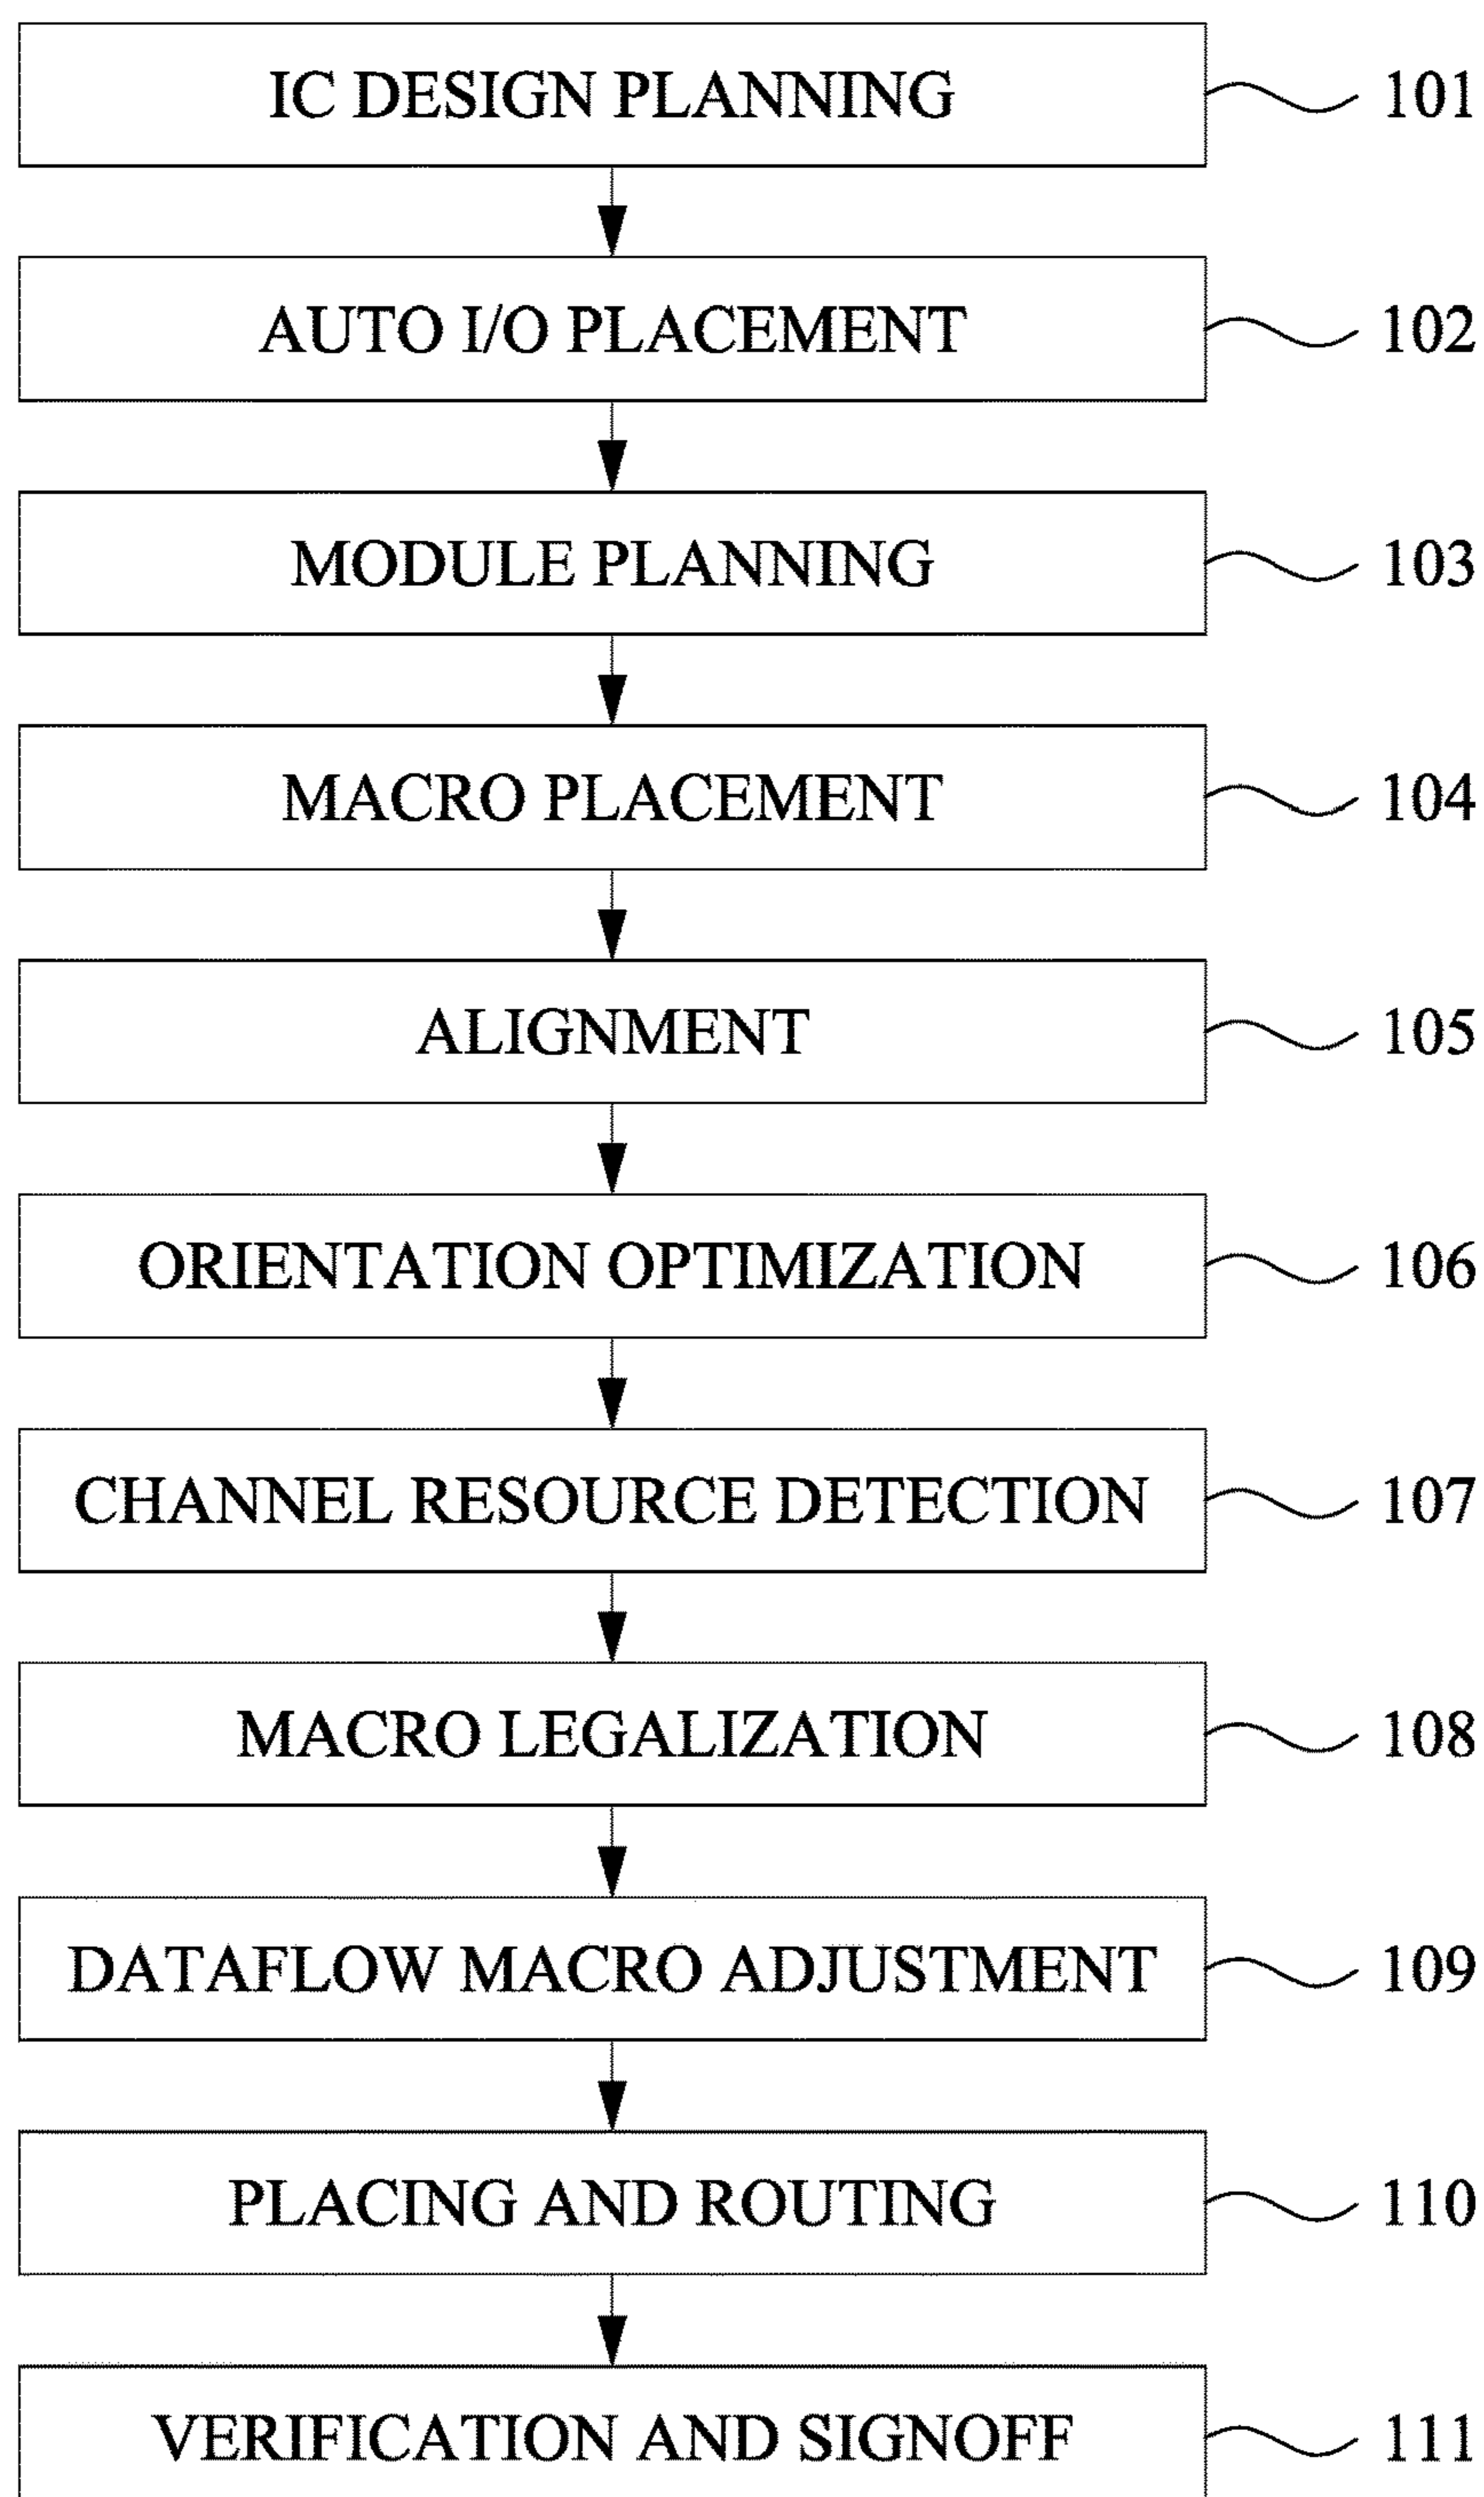 IC DESIGN PLANNING 101
AUTO I/O PLACEMENT 102
MODULE PLANNING 103
MACRO PLACEMENT 104
ALIGNMENT 105
ORIENTATION OPTIMIZATION 106
CHANNEL RESOURCE DETECTION 107
MACRO LEGALIZATION 108
DATAFLOW MACRO ADJUSTMENT 109
PLACING AND ROUTING 110
VERIFICATION AND SIGNOFF 111